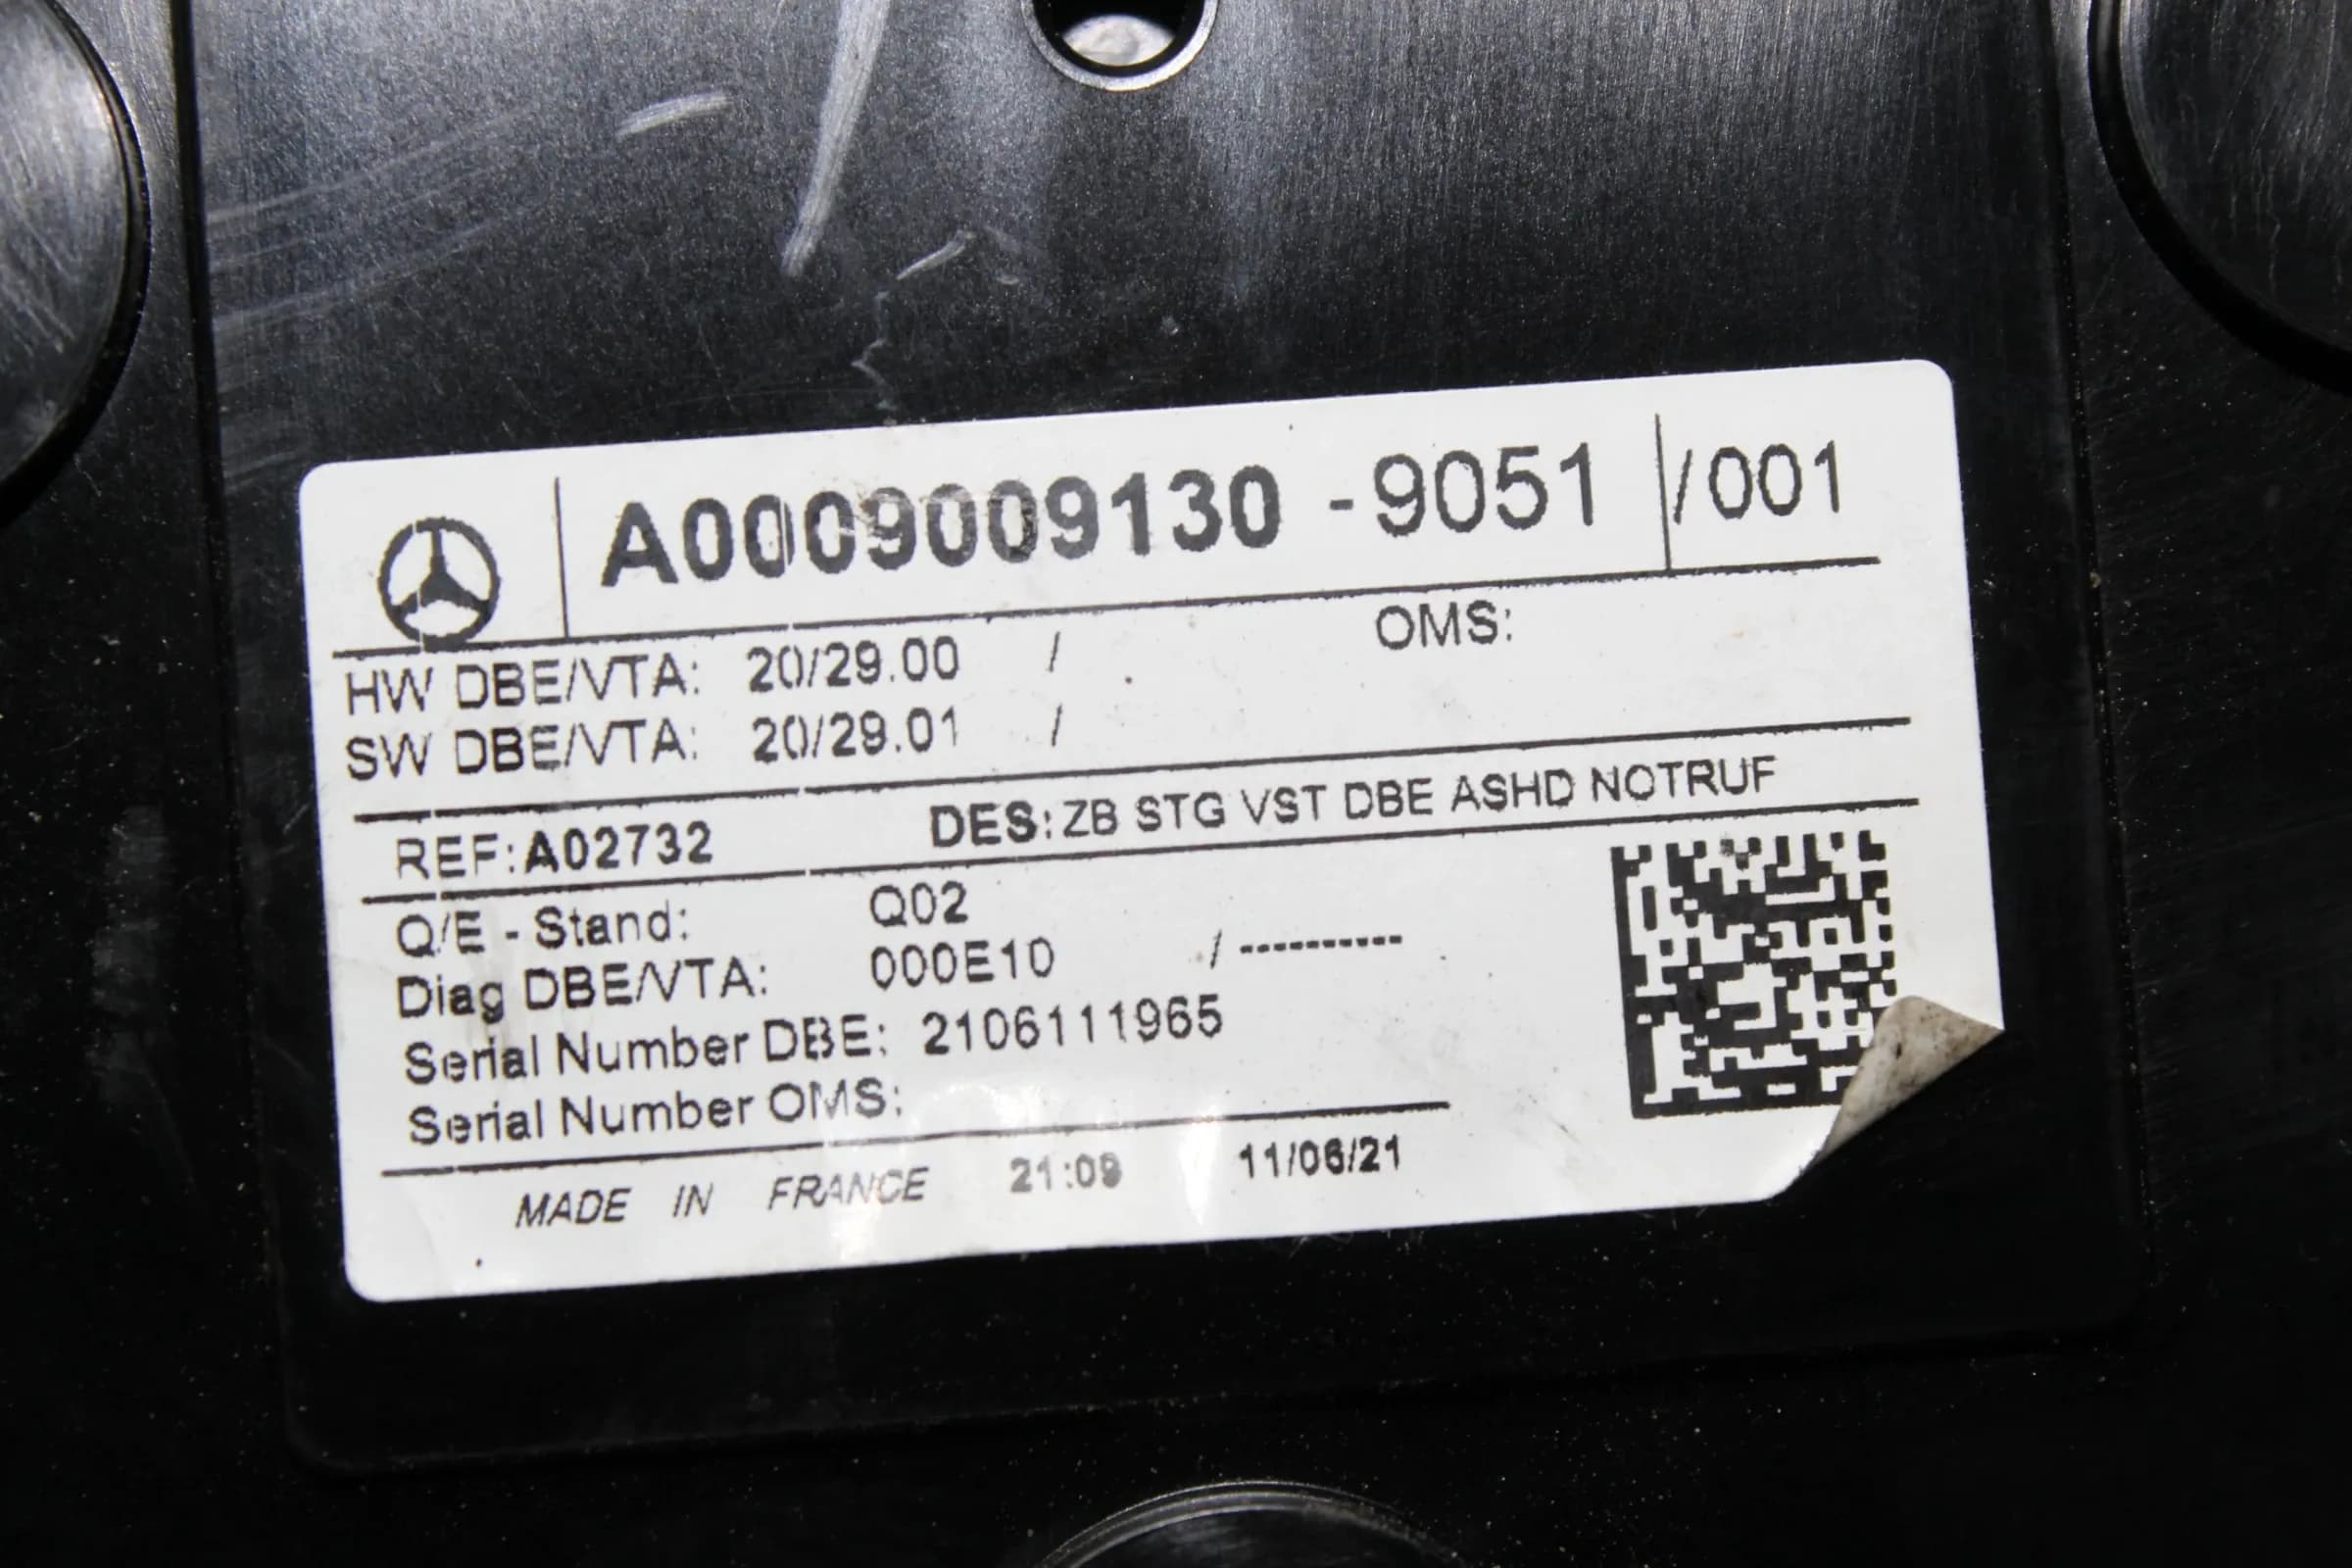 A0009009130 - 9051 /001
HW DBE/VTA: 20/29.00 / OMS:
SW DBE/VTA: 20/29.01 /
REF:A02732 DES:ZB STG VST DBE ASHD NOTRUF
Q/E - Stand: Q02
Diag DBE/VTA: 000E10 / ----------
Serial Number DBE: 2106111965
Serial Number OMS:
MADE IN FRANCE 21:09 11/06/21